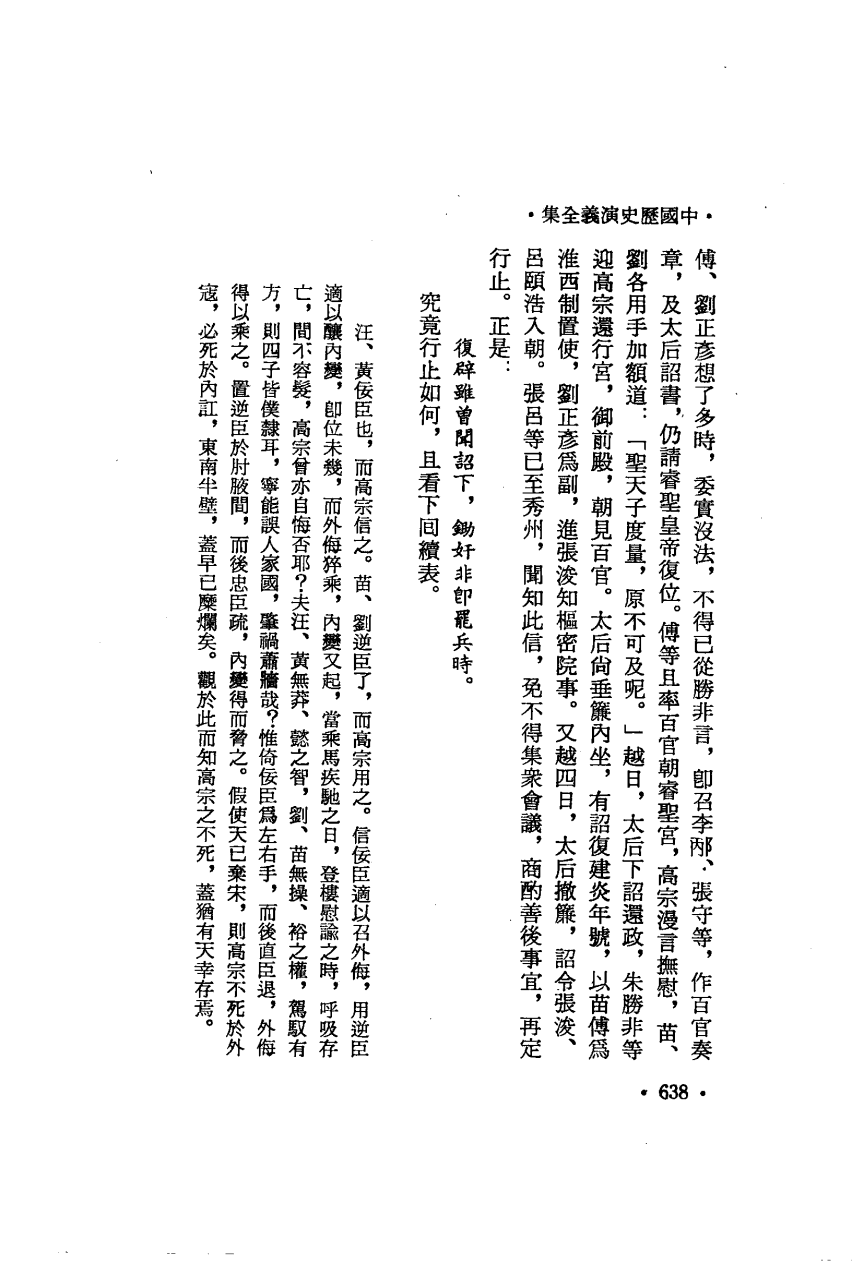 ·中國歷史演義全集·
傅、劉正彥想了多時，委實沒法，不得已從勝非言，卽召李邴、張守等，作百官奏
章，及太后詔書，仍請睿聖皇帝復位。傅等且率百官朝睿聖宮，高宗漫言撫慰，苗、
劉各用手加額道：「聖天子度量，原不可及呢。」越日，太后下詔還政，朱勝非等
迎高宗還行宮，御前殿，朝見百官。太后尙垂簾內坐，有詔復建炎年號，以苗傅爲
淮西制置使，劉正彥爲副，進張浚知樞密院事。又越四日，太后撤簾，詔令張浚、
呂頤浩入朝。張呂等已至秀州，聞知此信，免不得集衆會議，商酌善後事宜，再定
行止。正是：
復辟雖曾聞詔下，鋤奸非卽罷兵時。
究竟行止如何，且看下回續表。
汪、黃佞臣也，而高宗信之。苗、劉逆臣了，而高宗用之。信佞臣適以召外侮，用逆臣
適以釀內變，卽位未幾，而外侮猝乘，內變又起，當乘馬疾馳之日，登樓慰諭之時，呼吸存
亡，間不容髮，高宗曾亦自悔否耶？夫汪、黃無莽、懿之智，劉、苗無操、裕之權，駕馭有
方，則四子皆僕隸耳，寧能誤人家國，肇禍蕭牆哉？惟倚佞臣爲左右手，而後直臣退，外侮
得以乘之。置逆臣於肘腋間，而後忠臣疏，內變得而脅之。假使天已棄宋，則高宗不死於外
寇，必死於內訌，東南半壁，蓋早已糜爛矣。觀於此而知高宗之不死，蓋猶有天幸存焉。
·638·